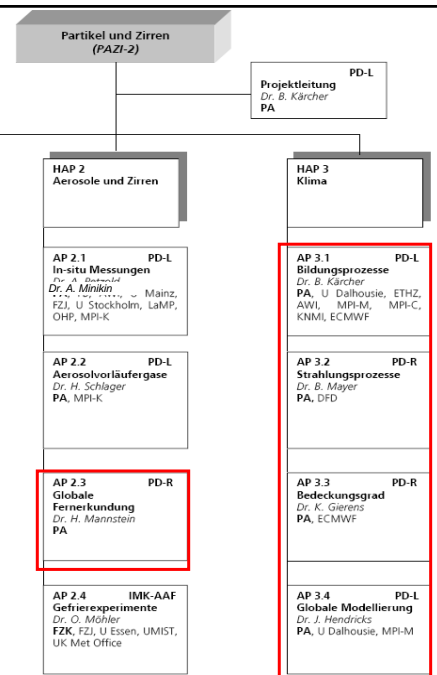 Partikel und Zirren
(PAZI-2)
PD-L
Projektleitung
Dr. B. Kärcher
PA
HAP 2
Aerosole und Zirren
AP 2.1 PD-L
In-situ Messungen
Dr. A. Petzold
Dr. A. Minikin
Mainz,
FZJ, U Stockholm, LaMP,
OHP, MPI-K
AP 2.2 PD-L
Aerosolvorläufergase
Dr. H. Schlager
PA, MPI-K
AP 2.3 PD-R
Globale
Fernerkundung
Dr. H. Mannstein
PA
AP 2.4 IMK-AAF
Gefrierexperimente
Dr. O. Möhler
FZK, FZJ, U Essen, UMIST,
UK Met Office
HAP 3
Klima
AP 3.1 PD-L
Bildungsprozesse
Dr. B. Kärcher
PA, U Dalhousie, ETHZ,
AWI, MPI-M, MPI-C,
KNMI, ECMWF
AP 3.2 PD-R
Strahlungsprozesse
Dr. B. Mayer
PA, DFD
AP 3.3 PD-R
Bedeckungsgrad
Dr. K. Gierens
PA, ECMWF
AP 3.4 PD-L
Globale Modellierung
Dr. J. Hendricks
PA, U Dalhousie, MPI-M